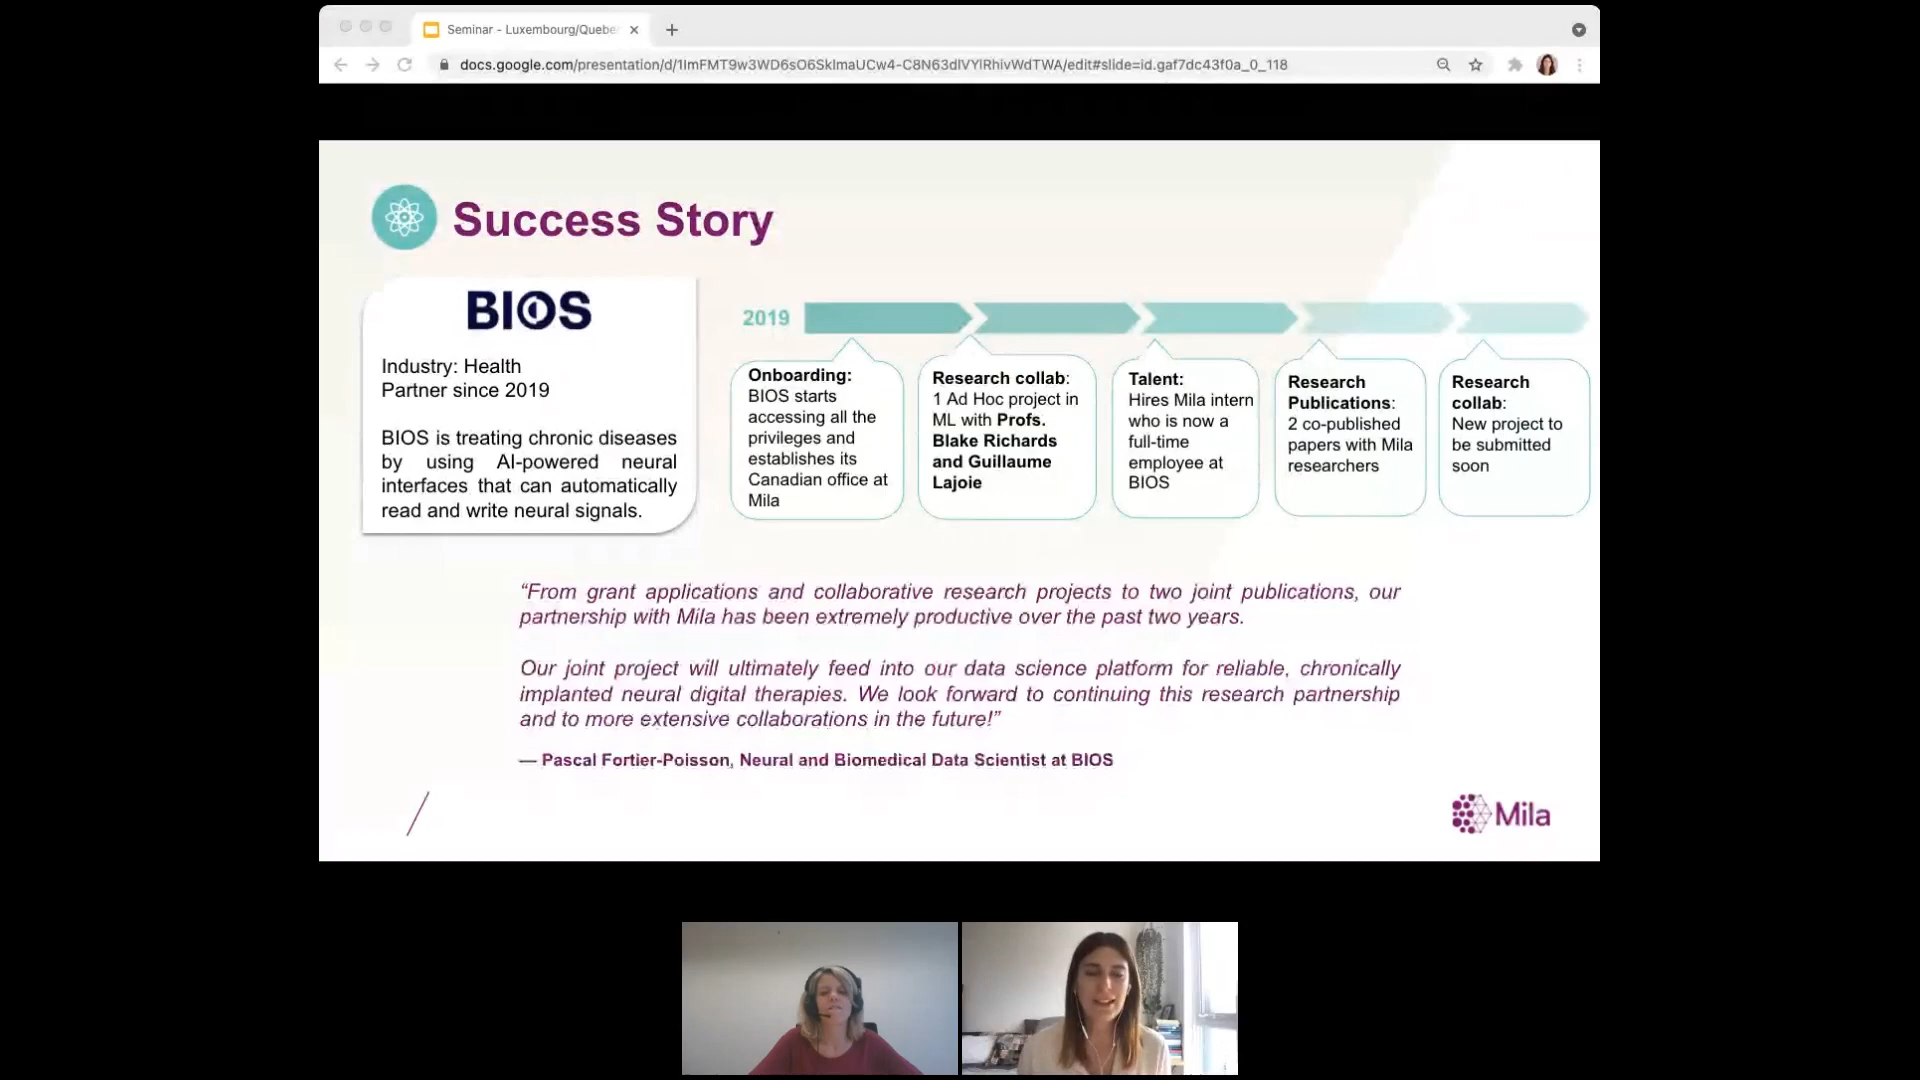 Seminar - Luxembourg/Quebe
docs.google.com/presentation/d/1ImFMT9w3WD6sO6SkImaUCw4-C8N63dlVYlRhivWdTWA/edit#slide=id.gaf7dc43f0a_0_118
Success Story
BIOS
Industry: Health
Partner since 2019
BIOS is treating chronic diseases
by using AI-powered neural
interfaces that can automatically
read and write neural signals.
2019
Onboarding:
BIOS starts
accessing all the
privileges and
establishes its
Canadian office at
Mila
Research collab:
1 Ad Hoc project in
ML with Profs.
Blake Richards
and Guillaume
Lajoie
Talent:
Hires Mila intern
who is now a
full-time
employee at
BIOS
Research
Publications:
2 co-published
papers with Mila
researchers
Research
collab:
New project to
be submitted
soon
“From grant applications and collaborative research projects to two joint publications, our
partnership with Mila has been extremely productive over the past two years.
Our joint project will ultimately feed into our data science platform for reliable, chronically
implanted neural digital therapies. We look forward to continuing this research partnership
and to more extensive collaborations in the future!”
— Pascal Fortier-Poisson, Neural and Biomedical Data Scientist at BIOS
Mila